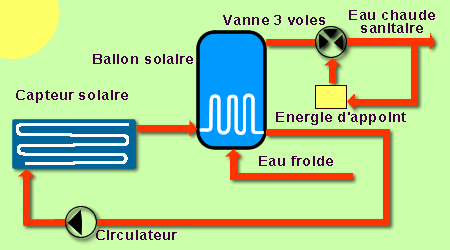 Vanne 3 voies
Eau chaude
sanitaire
Ballon solaire
Capteur solaire
Energie d'appoint
Eau froide
Circulateur